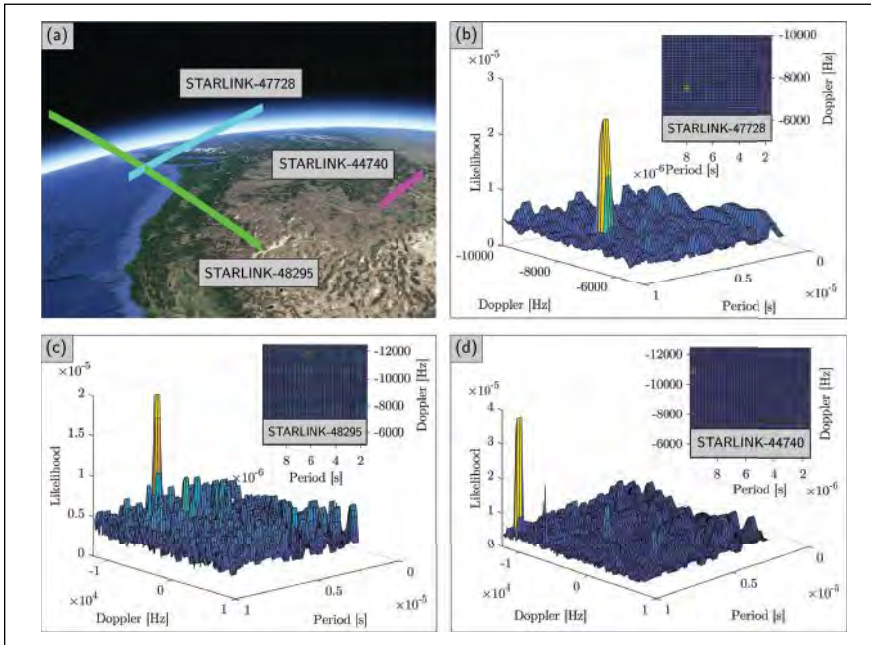 (a)
STARLINK-47728
STARLINK-44740
STARLINK-48295
(b)
×10⁻⁵
3
2
1
0
Likelihood
-10000
-8000
-6000
Doppler [Hz]
1
0.5
0
×10⁻⁵
Period [s]
-10000
-8000
-6000
Doppler [Hz]
STARLINK-47728
8 6 4 2
×10⁻⁶ Period [s]
(c)
×10⁻⁵
2
1.5
1
0.5
0
Likelihood
-1
0
1
×10⁴
Doppler [Hz]
1
0.5
0
×10⁻⁵
Period [s]
-12000
-10000
-8000
-6000
Doppler [Hz]
STARLINK-48295
8 6 4 2
×10⁻⁶
Period [s]
(d)
×10⁻⁵
4
3
2
1
0
Likelihood
-1
0
1
×10⁴
Doppler [Hz]
1
0.5
0
×10⁻⁵
Period [s]
-12000
-10000
-8000
-6000
Doppler [Hz]
STARLINK-44740
8 6 4 2
Period [s]
×10⁻⁶